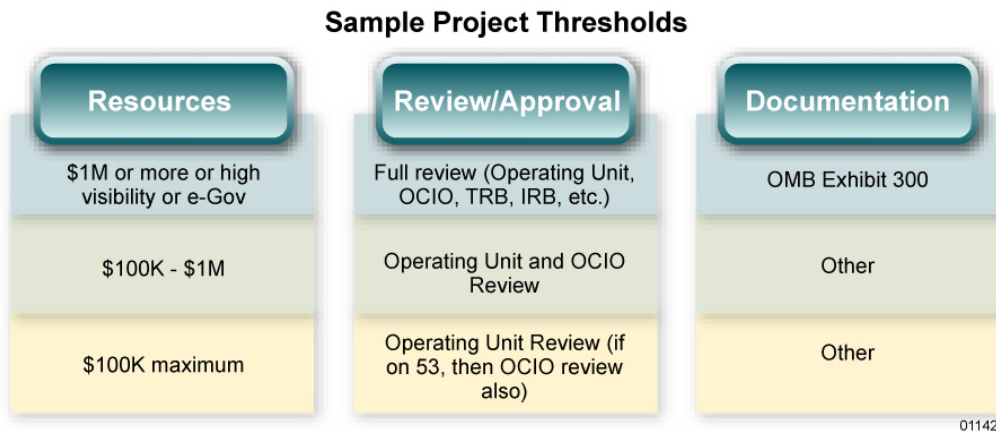 Sample Project Thresholds
Resources
Review/Approval
Documentation
$1M or more or high
visibility or e-Gov
Full review (Operating Unit,
OCIO, TRB, IRB, etc.)
OMB Exhibit 300
$100K - $1M
Operating Unit and OCIO
Review
Other
$100K maximum
Operating Unit Review (if
on 53, then OCIO review
also)
Other
01142